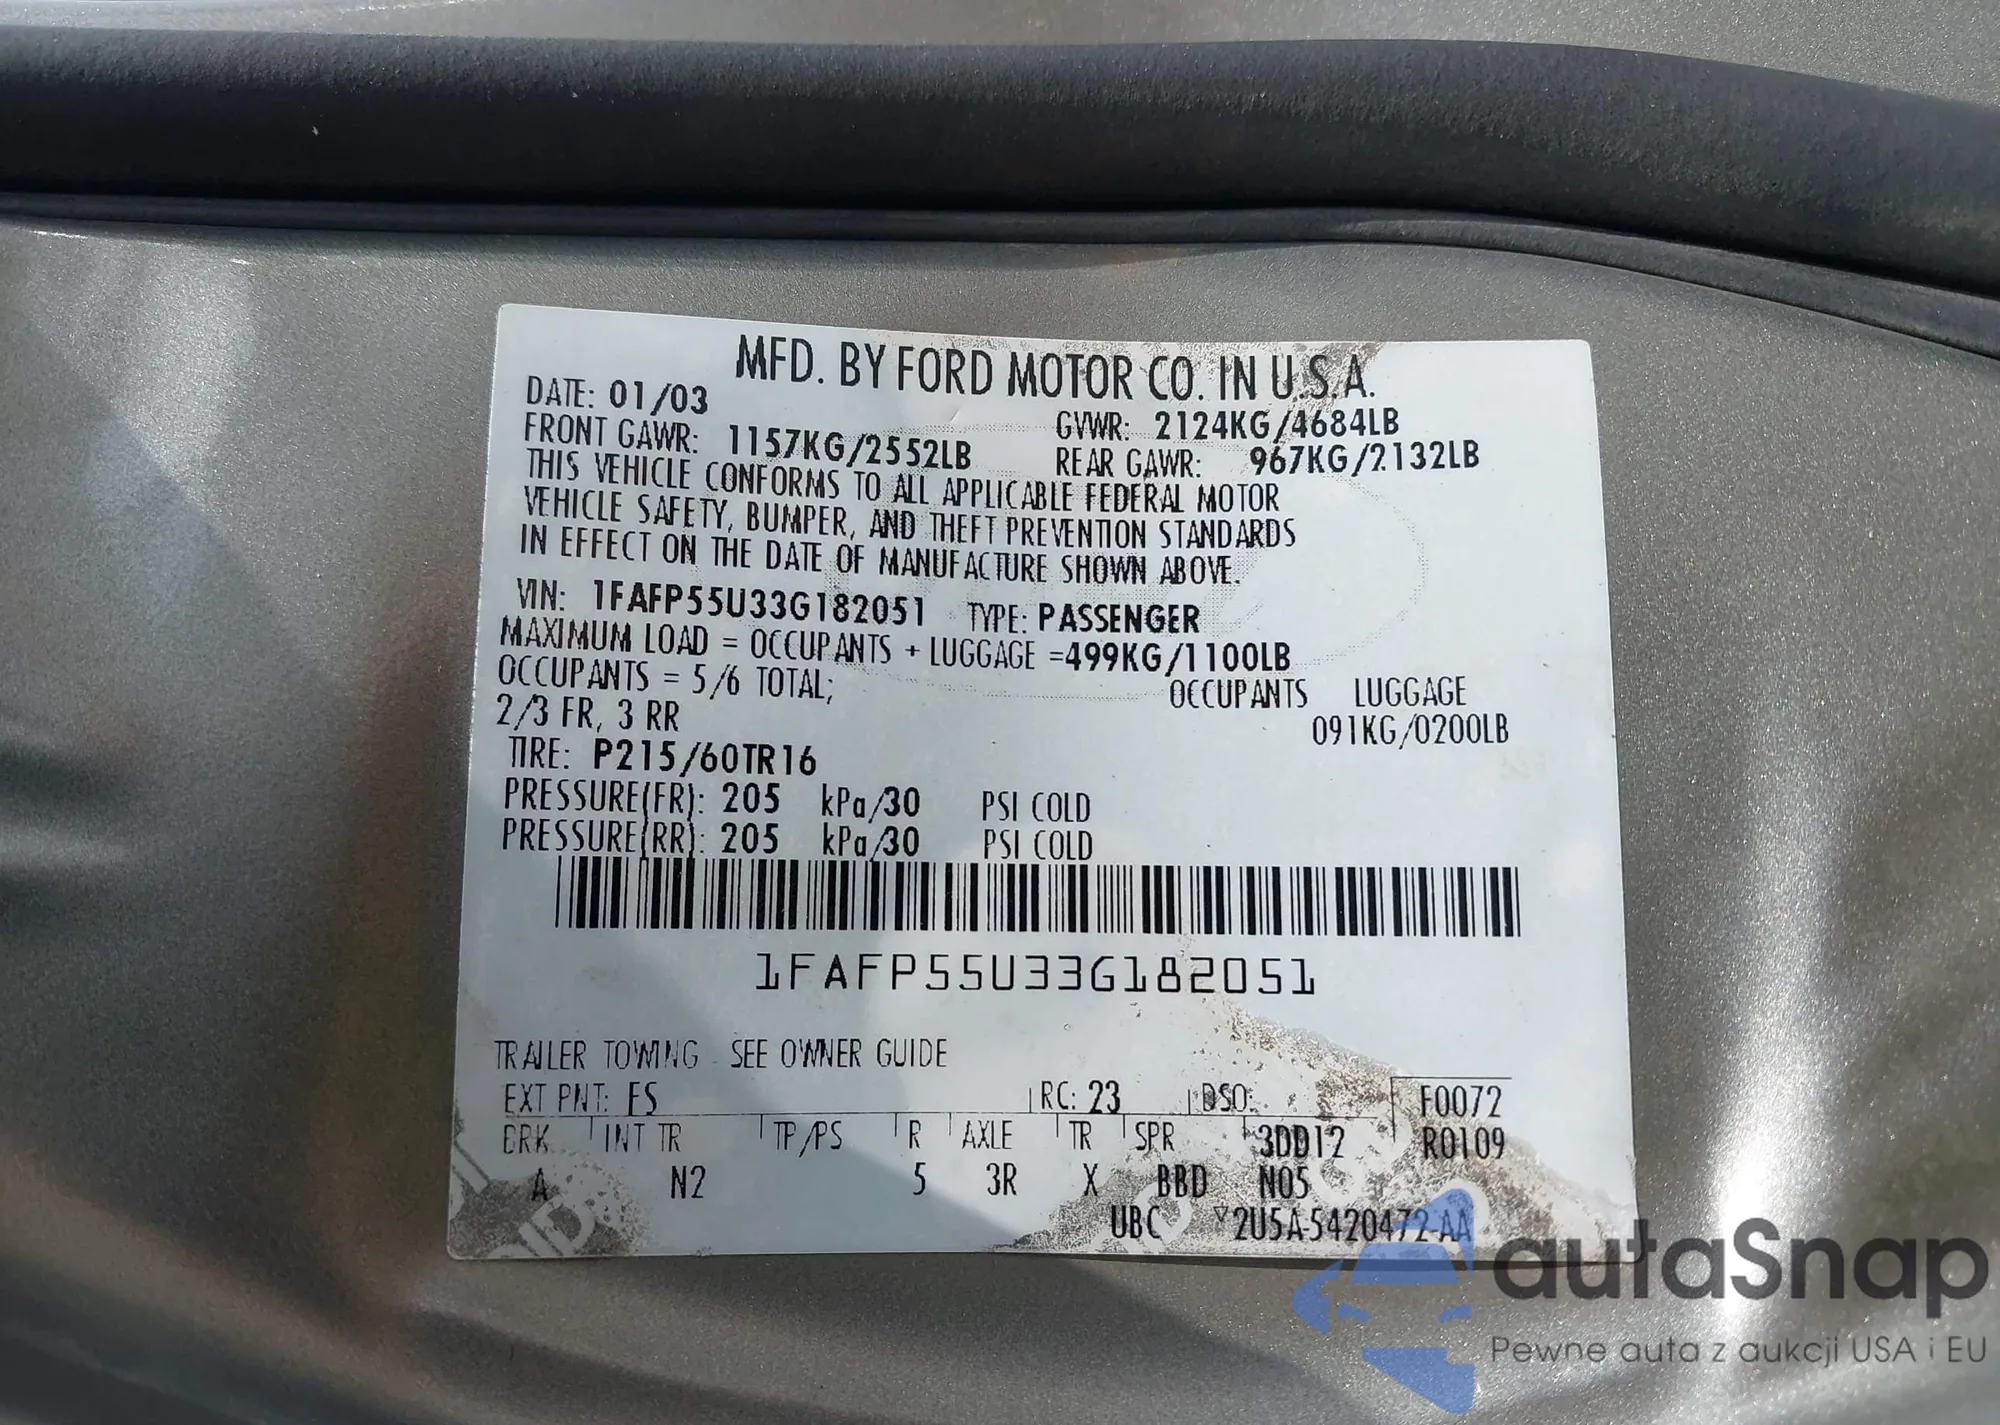 MFD. BY FORD MOTOR CO. IN U.S.A.
DATE: 01/03 GVWR: 2124KG/4684LB
FRONT GAWR: 1157KG/2552LB REAR GAWR: 967KG/2132LB
THIS VEHICLE CONFORMS TO ALL APPLICABLE FEDERAL MOTOR
VEHICLE SAFETY, BUMPER, AND THEFT PREVENTION STANDARDS
IN EFFECT ON THE DATE OF MANUFACTURE SHOWN ABOVE.
VIN: 1FAFP55U33G182051 TYPE: PASSENGER
MAXIMUM LOAD = OCCUPANTS + LUGGAGE =499KG/1100LB
OCCUPANTS = 5/6 TOTAL; OCCUPANTS LUGGAGE
2/3 FR, 3 RR 091KG/0200LB
TIRE: P215/60TR16
PRESSURE(FR): 205 kPa/30 PSI COLD
PRESSURE(RR): 205 kPa/30 PSI COLD
1FAFP55U33G182051
TRAILER TOWING - SEE OWNER GUIDE
EXT PNT: FS RC: 23 DSO: F0072
BRK INT TR TP/PS R AXLE TR SPR 3DD12 R0109
A N2 5 3R X BBD N05
UBC ▽2U5A-5420472-AA
autaSnap
Pewne auta z aukcji USA i EU